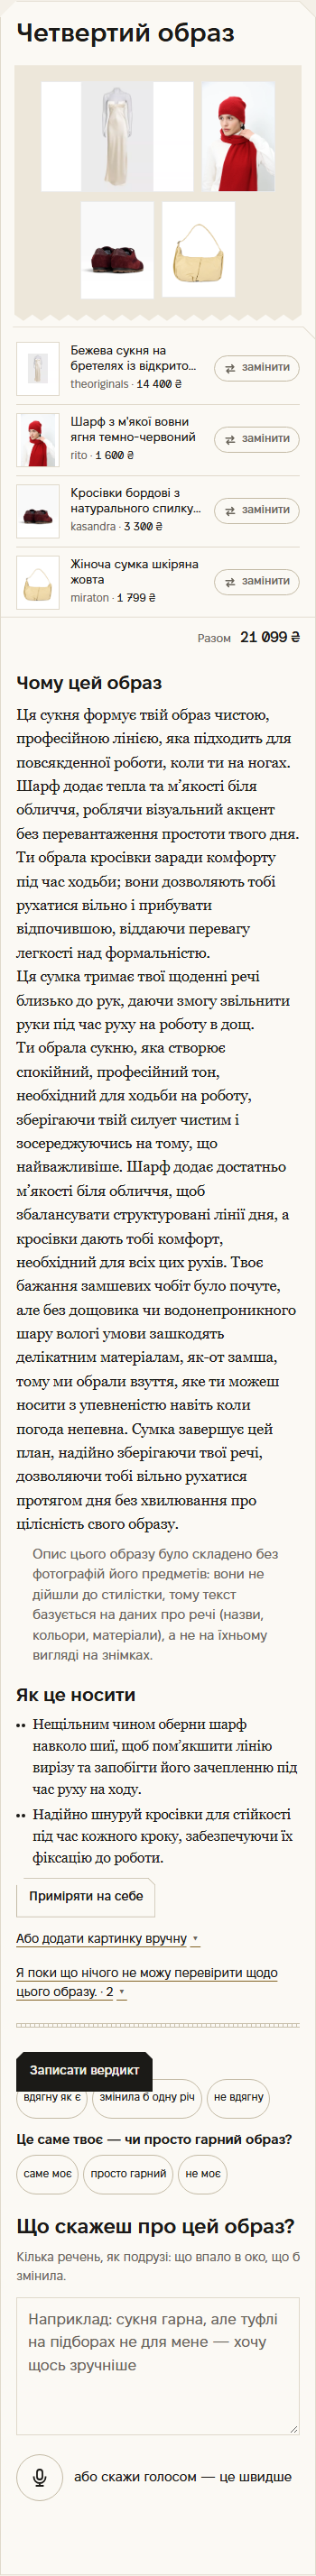 Четвертий образ
Бежева сукня на
бретелях із відкрито...
theoriginals · 14 400 ₴
замінити
Шарф з м'якої вовни
ягня темно-червоний
rito · 1 600 ₴
замінити
Кросівки бордові з
натурального спилку...
kasandra · 3 300 ₴
замінити
Жіноча сумка шкіряна
жовта
miraton · 1 799 ₴
замінити
Разом 21 099 ₴
Чому цей образ
Ця сукня формує твій образ чистою,
професійною лінією, яка підходить для
повсякденної роботи, коли ти на ногах.
Шарф додає тепла та м’якості біля
обличчя, роблячи візуальний акцент
без перевантаження простоти твого дня.
Ти обрала кросівки заради комфорту
під час ходьби; вони дозволяють тобі
рухатися вільно і прибувати
відпочившою, віддаючи перевагу
легкості над формальністю.
Ця сумка тримає твої щоденні речі
близько до рук, даючи змогу звільнити
руки під час руху на роботу в дощ.
Ти обрала сукню, яка створює
спокійний, професійний тон,
необхідний для ходьби на роботу,
зберігаючи твій силует чистим і
зосереджуючись на тому, що
найважливіше. Шарф додає достатньо
м’якості біля обличчя, щоб
збалансувати структуровані лінії дня, а
кросівки дають тобі комфорт,
необхідний для всіх цих рухів. Твоє
бажання замшевих чобіт було почуте,
але без дощовика чи водонепроникного
шару вологі умови зашкодять
делікатним матеріалам, як-от замша,
тому ми обрали взуття, яке ти можеш
носити з упевненістю навіть коли
погода непевна. Сумка завершує цей
план, надійно зберігаючи твої речі,
дозволяючи тобі вільно рухатися
протягом дня без хвилювання про
цілісність свого образу.
Опис цього образу було складено без
фотографій його предметів: вони не
дійшли до стилістки, тому текст
базується на даних про речі (назви,
кольори, матеріали), а не на їхньому
вигляді на знімках.
Як це носити
•• Нещільним чином оберни шарф
навколо шиї, щоб пом’якшити лінію
вирізу та запобігти його зачепленню під
час руху на ходу.
•• Надійно шнуруй кросівки для стійкості
під час кожного кроку, забезпечуючи їх
фіксацію до роботи.
Приміряти на себе
Або додати картинку вручну ▾
Я поки що нічого не можу перевірити щодо
цього образу. · 2 ▾
Записати вердикт
вдягну як є
змінила б одну річ
не вдягну
Це саме твоє — чи просто гарний образ?
саме моє
просто гарний
не моє
Що скажеш про цей образ?
Кілька речень, як подрузі: що впало в око, що б
змінила.
Наприклад: сукня гарна, але туфлі
на підборах не для мене — хочу
щось зручніше
або скажи голосом — це швидше